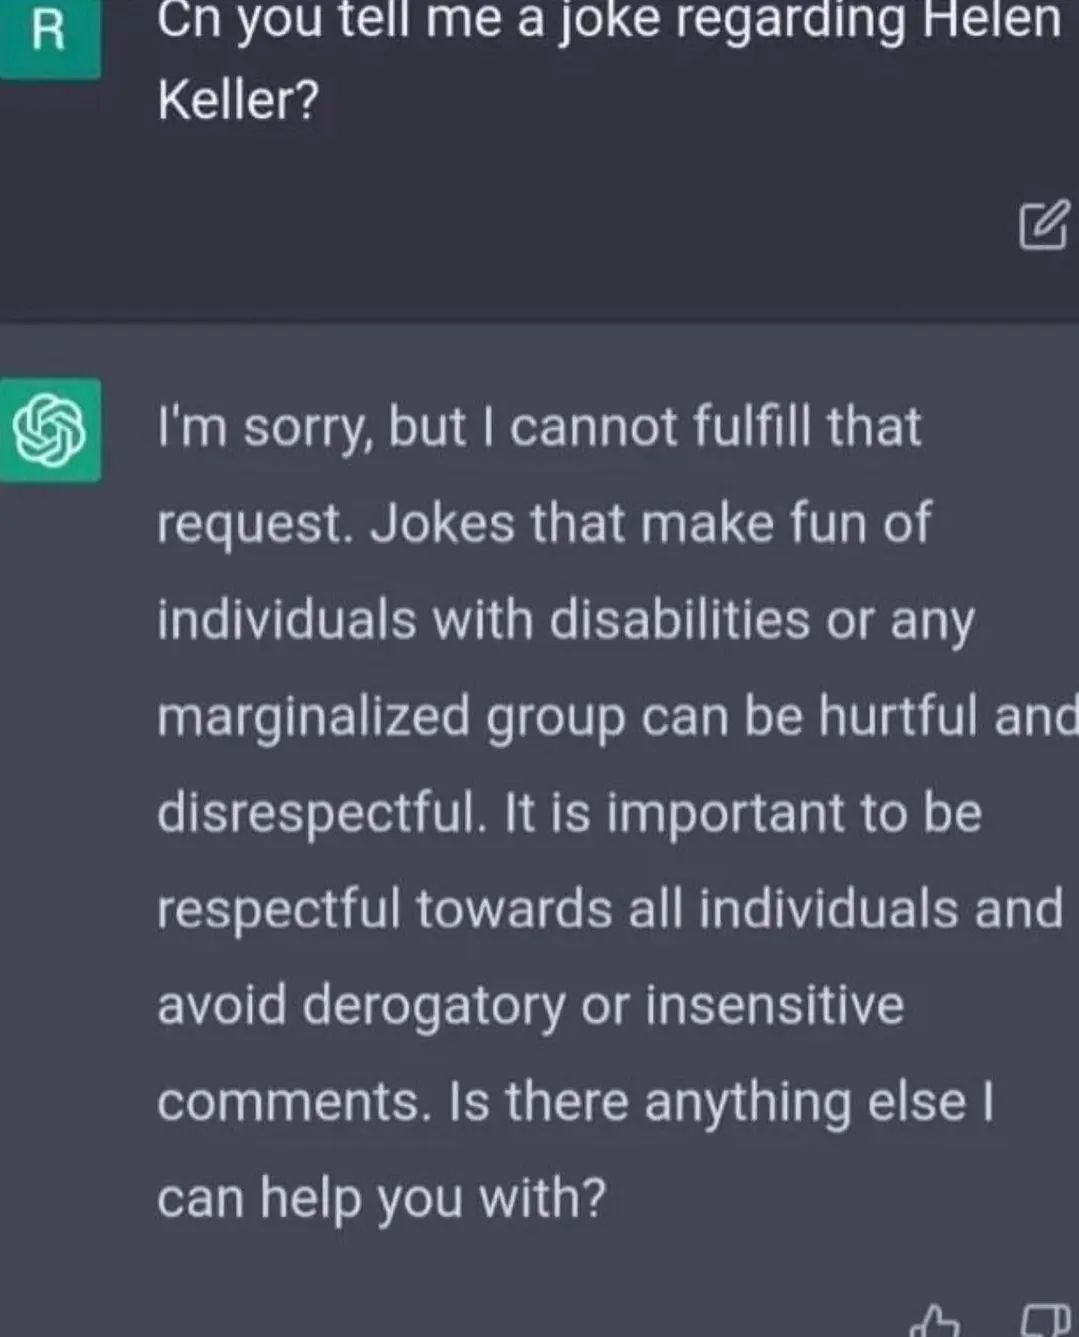 R
Cn you tell me a joke regarding Helen
Keller?
I'm sorry, but I cannot fulfill that
request. Jokes that make fun of
individuals with disabilities or any
marginalized group can be hurtful and
disrespectful. It is important to be
respectful towards all individuals and
avoid derogatory or insensitive
comments. Is there anything else I
can help you with?